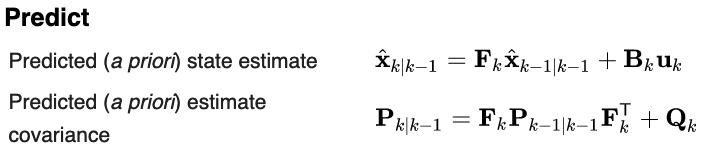 Predict
Predicted (a priori) state estimate x̂ₖ|ₖ₋₁ = Fₖx̂ₖ₋₁|ₖ₋₁ + Bₖuₖ
Predicted (a priori) estimate
covariance Pₖ|ₖ₋₁ = FₖPₖ₋₁|ₖ₋₁Fₖᵀ + Qₖ